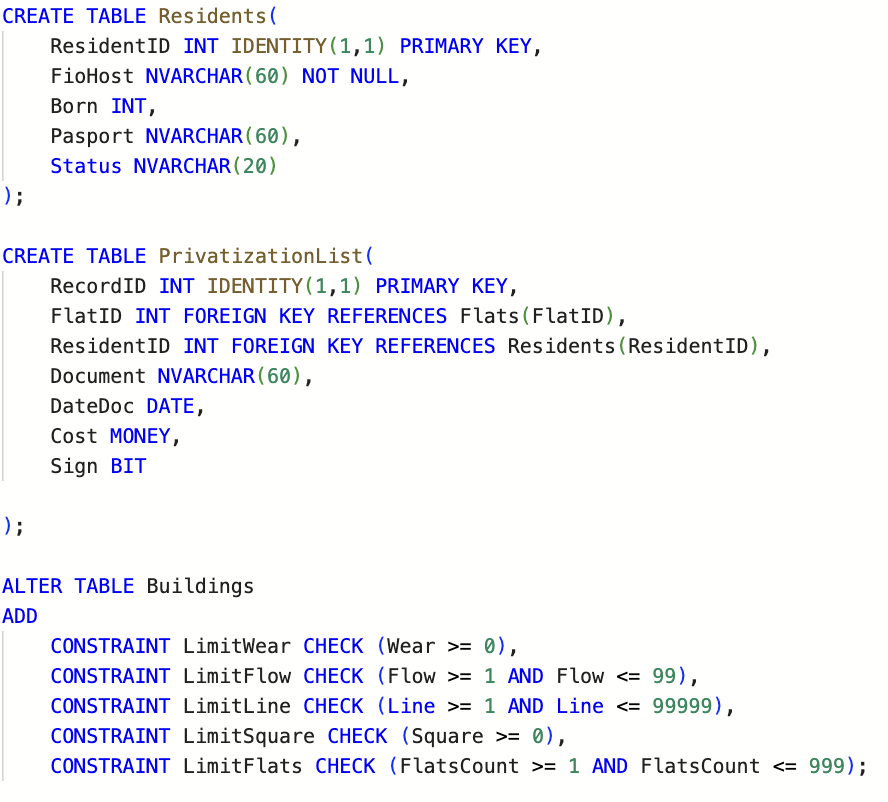 CREATE TABLE Residents(
    ResidentID INT IDENTITY(1,1) PRIMARY KEY,
    FioHost NVARCHAR(60) NOT NULL,
    Born INT,
    Pasport NVARCHAR(60),
    Status NVARCHAR(20)
);

CREATE TABLE PrivatizationList(
    RecordID INT IDENTITY(1,1) PRIMARY KEY,
    FlatID INT FOREIGN KEY REFERENCES Flats(FlatID),
    ResidentID INT FOREIGN KEY REFERENCES Residents(ResidentID),
    Document NVARCHAR(60),
    DateDoc DATE,
    Cost MONEY,
    Sign BIT

);

ALTER TABLE Buildings
ADD
    CONSTRAINT LimitWear CHECK (Wear >= 0),
    CONSTRAINT LimitFlow CHECK (Flow >= 1 AND Flow <= 99),
    CONSTRAINT LimitLine CHECK (Line >= 1 AND Line <= 99999),
    CONSTRAINT LimitSquare CHECK (Square >= 0),
    CONSTRAINT LimitFlats CHECK (FlatsCount >= 1 AND FlatsCount <= 999);